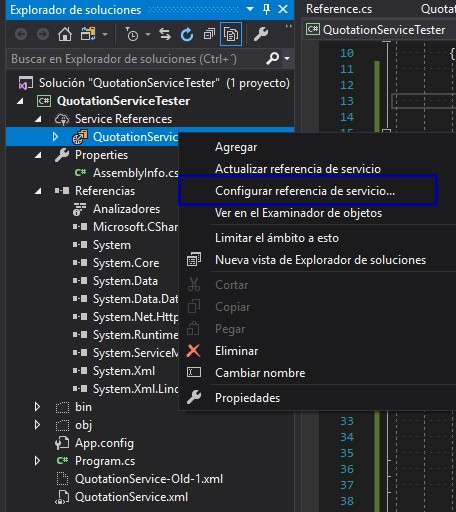 Explorador de soluciones
Buscar en Explorador de soluciones (Ctrl+´)
Solución "QuotationServiceTester" (1 proyecto)
QuotationServiceTester
Service References
QuotationServic
Properties
AssemblyInfo.cs
Referencias
Analizadores
Microsoft.CShar
System
System.Core
System.Data
System.Data.Dat
System.Net.Http
System.Runtime
System.ServiceM
System.Xml
System.Xml.Linq
bin
obj
App.config
Program.cs
QuotationService-Old-1.xml
QuotationService.xml
Agregar
Actualizar referencia de servicio
Configurar referencia de servicio...
Ver en el Examinador de objetos
Limitar el ámbito a esto
Nueva vista de Explorador de soluciones
Cortar
Copiar
Pegar
Eliminar
Cambiar nombre
Propiedades
Reference.cs Quotat
QuotationServiceTester
10 {
11
12
13
14
33
34
35
36
37
38